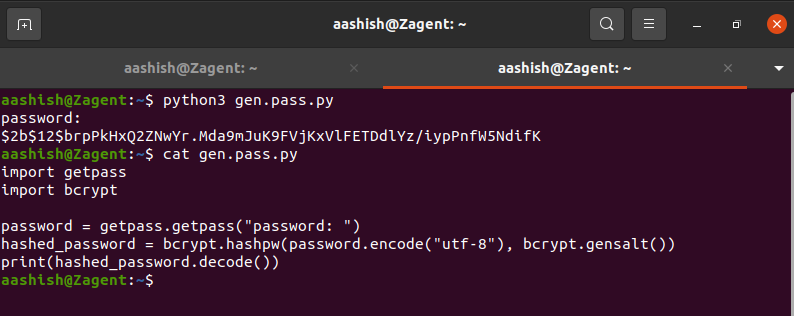 aashish@Zagent: ~
aashish@Zagent: ~
aashish@Zagent: ~
aashish@Zagent:~$ python3 gen.pass.py
password:
$2b$12$brpPkHxQ2ZNwYr.Mda9mJuK9FVjKxVlFETDdlYz/iypPnfW5NdifK
aashish@Zagent:~$ cat gen.pass.py
import getpass
import bcrypt
password = getpass.getpass("password: ")
hashed_password = bcrypt.hashpw(password.encode("utf-8"), bcrypt.gensalt())
print(hashed_password.decode())
aashish@Zagent:~$